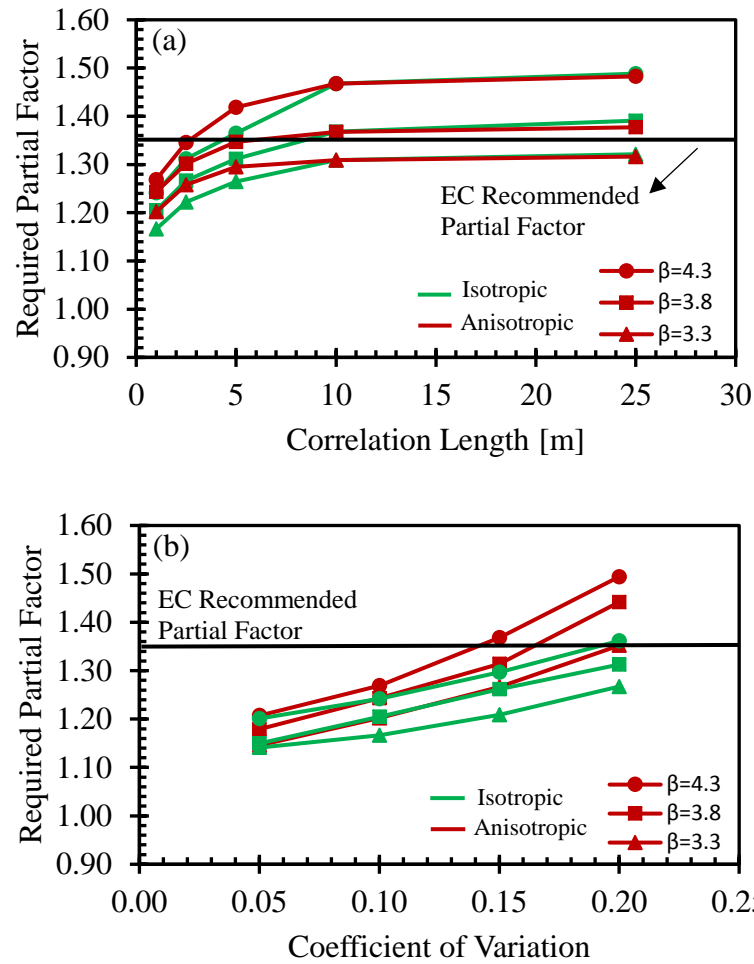 (a)
1.60
1.50
1.40
1.30
1.20
1.10
1.00
0.90
Required Partial Factor
EC Recommended
Partial Factor
Isotropic
Anisotropic
β=4.3
β=3.8
β=3.3
0 5 10 15 20 25 30
Correlation Length [m]
(b)
1.60
1.50
1.40
1.30
1.20
1.10
1.00
0.90
Required Partial Factor
EC Recommended
Partial Factor
Isotropic
Anisotropic
β=4.3
β=3.8
β=3.3
0.00 0.05 0.10 0.15 0.20
Coefficient of Variation